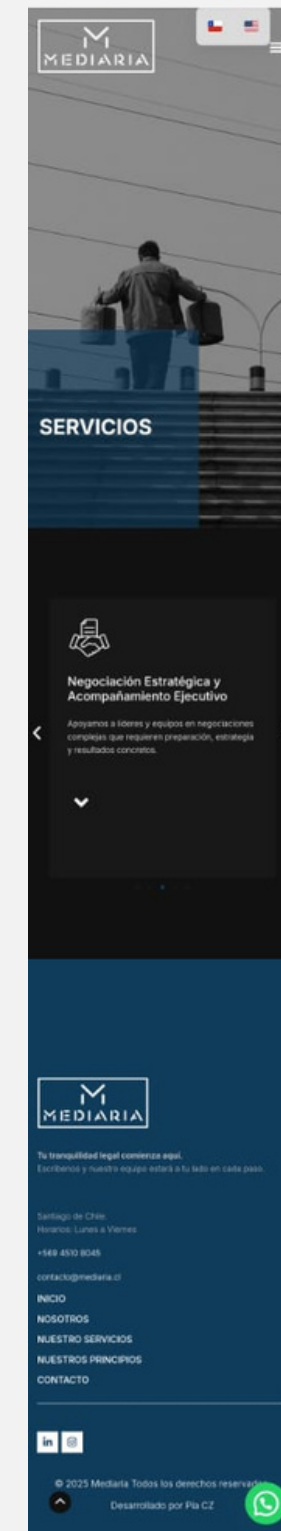 MEDIARIA
SERVICIOS
Negociación Estratégica y
Acompañamiento Ejecutivo
Apoyamos a líderes y equipos en negociaciones
complejas que requieren preparación, estrategia
y resultados concretos.
MEDIARIA
Tu tranquilidad legal comienza aquí.
Escríbenos y nuestro equipo estará a tu lado en cada paso.
Santiago de Chile.
Horarios: Lunes a Viernes
+569 4510 8045
contacto@mediaria.cl
INICIO
NOSOTROS
NUESTRO SERVICIOS
NUESTROS PRINCIPIOS
CONTACTO
in
© 2025 Mediaria Todos los derechos reservados
Desarrollado por Pía CZ